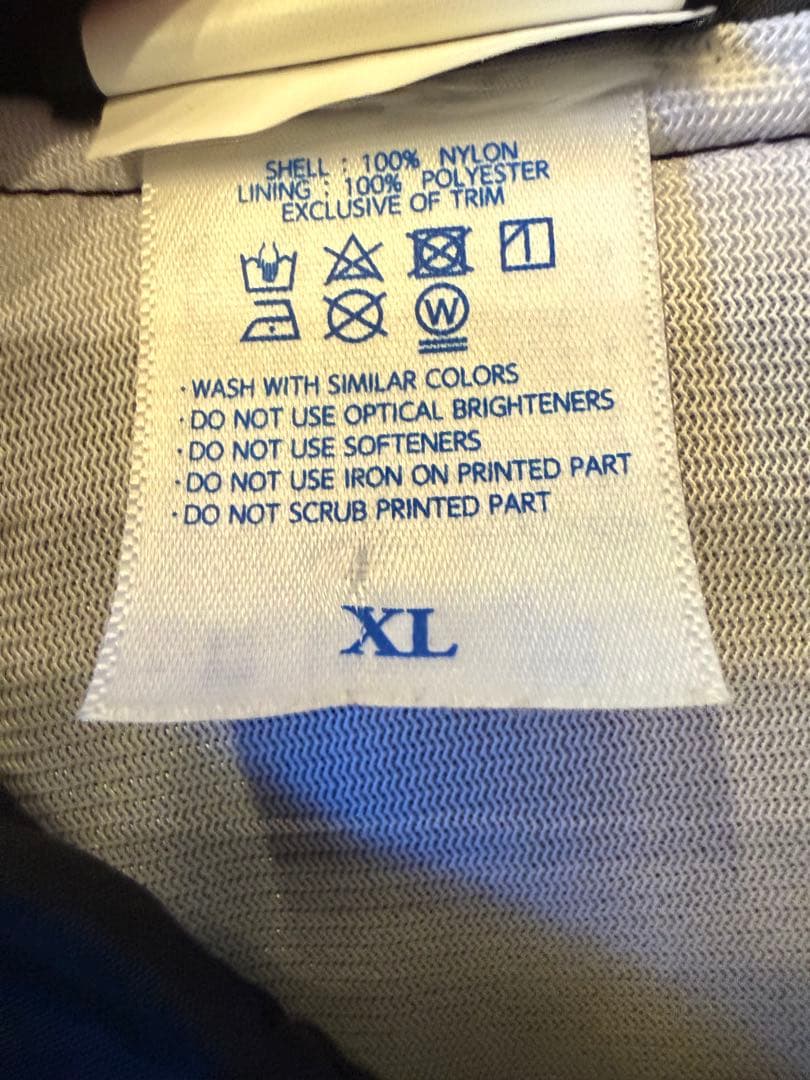 SHELL : 100% NYLON
LINING : 100% POLYESTER
EXCLUSIVE OF TRIM
W
・WASH WITH SIMILAR COLORS
・DO NOT USE OPTICAL BRIGHTENERS
・DO NOT USE SOFTENERS
・DO NOT USE IRON ON PRINTED PART
・DO NOT SCRUB PRINTED PART
XL